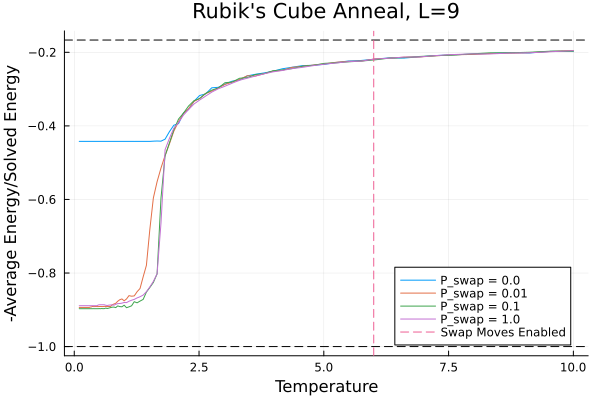 Rubik's Cube Anneal, L=9
-Average Energy/Solved Energy
−0.2
−0.4
−0.6
−0.8
−1.0
P_swap = 0.0
P_swap = 0.01
P_swap = 0.1
P_swap = 1.0
Swap Moves Enabled
0.0
2.5
5.0
7.5
10.0
Temperature